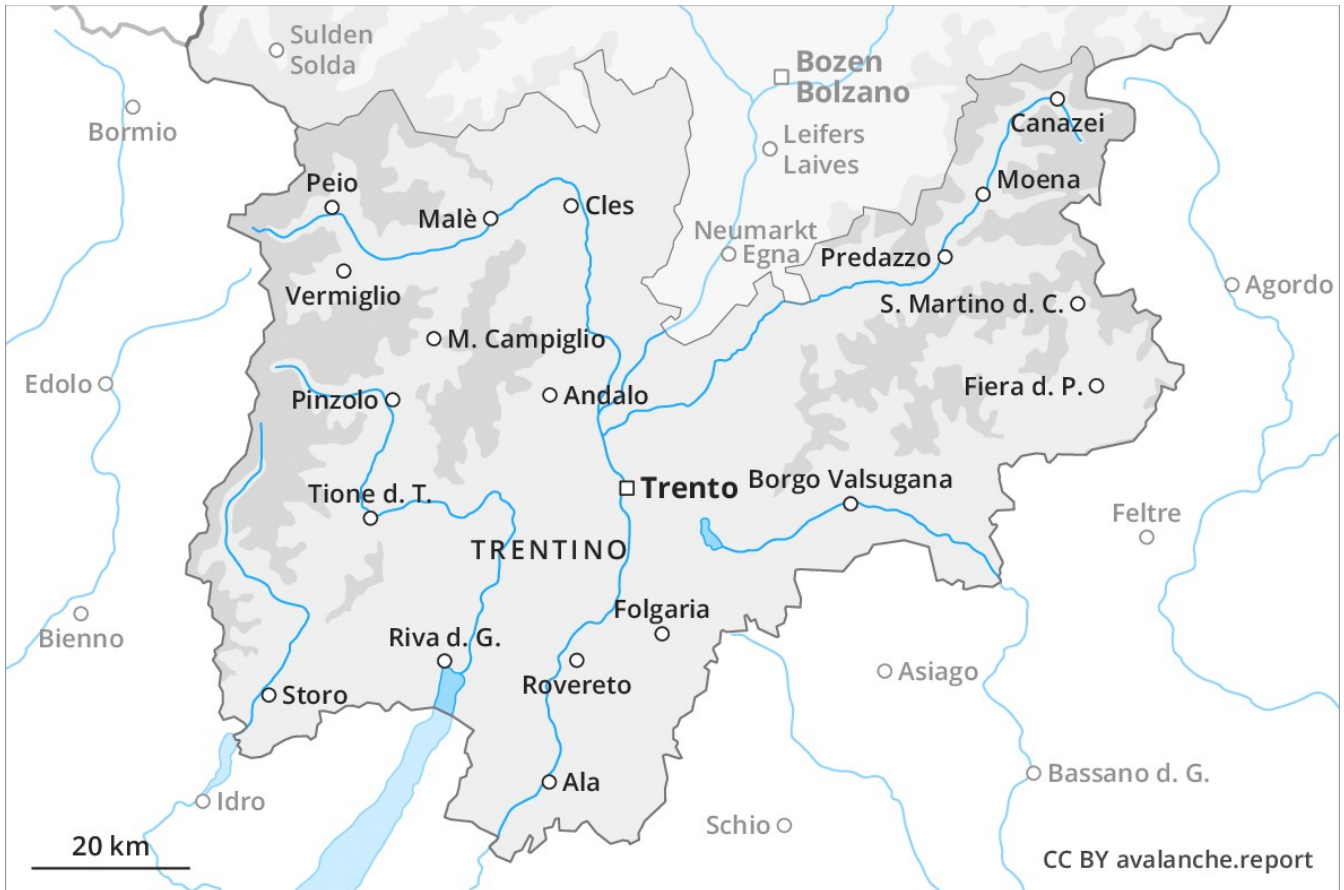 Sulden
Solda
Bozen
Bolzano
Bormio
Canazei
Leifers
Laives
Peio
Moena
Malè
Cles
Neumarkt
Egna
Predazzo
Vermiglio
S. Martino d. C.
Agordo
M. Campiglio
Edolo
Pinzolo
Andalo
Fiera d. P.
Tione d. T.
Trento
Borgo Valsugana
Feltre
TRENTINO
Folgaria
Bienno
Riva d. G.
Asiago
Rovereto
Storo
Bassano d. G.
Ala
Idro
Schio
20 km
CC BY avalanche.report